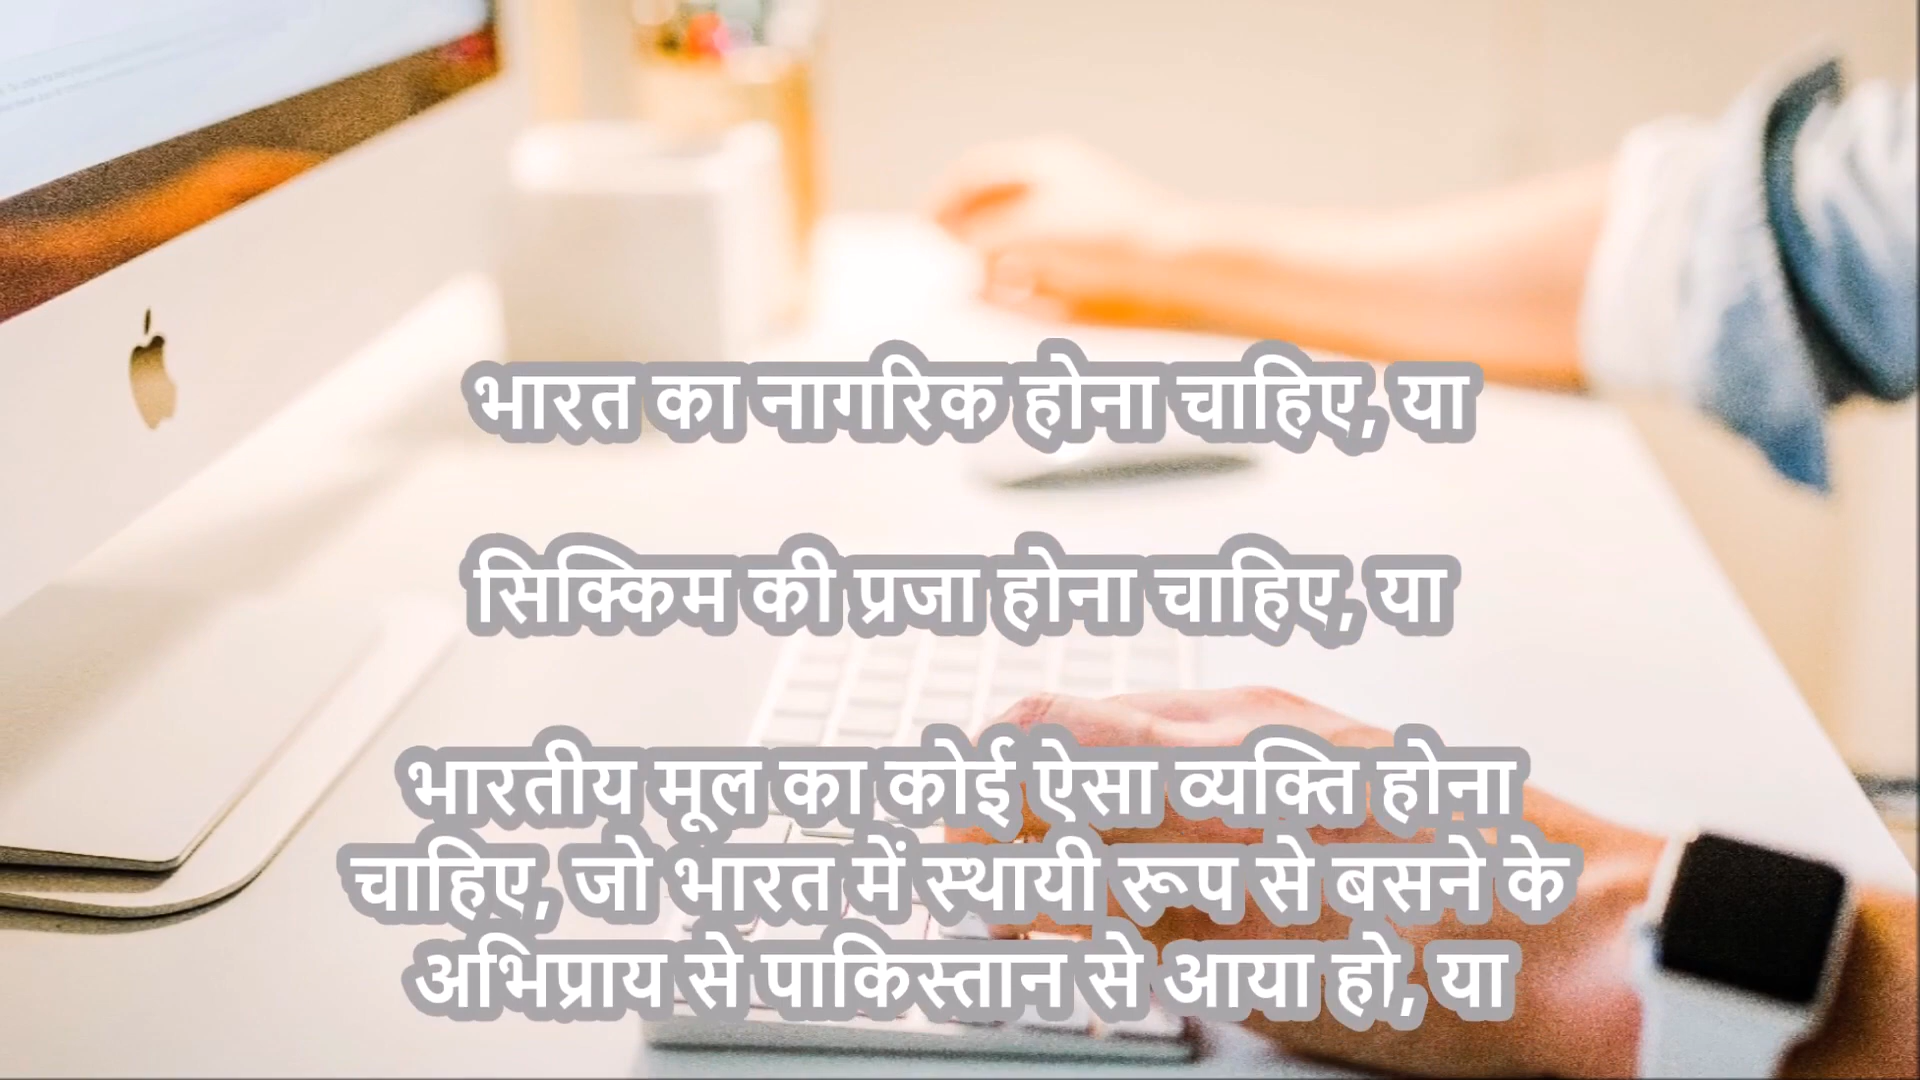 भारत का नागरिक होना चाहिए, या
सिक्किम की प्रजा होना चाहिए, या
भारतीय मूल का कोई ऐसा व्यक्ति होना
चाहिए, जो भारत में स्थायी रूप से बसने के
अभिप्राय से पाकिस्तान से आया हो, या